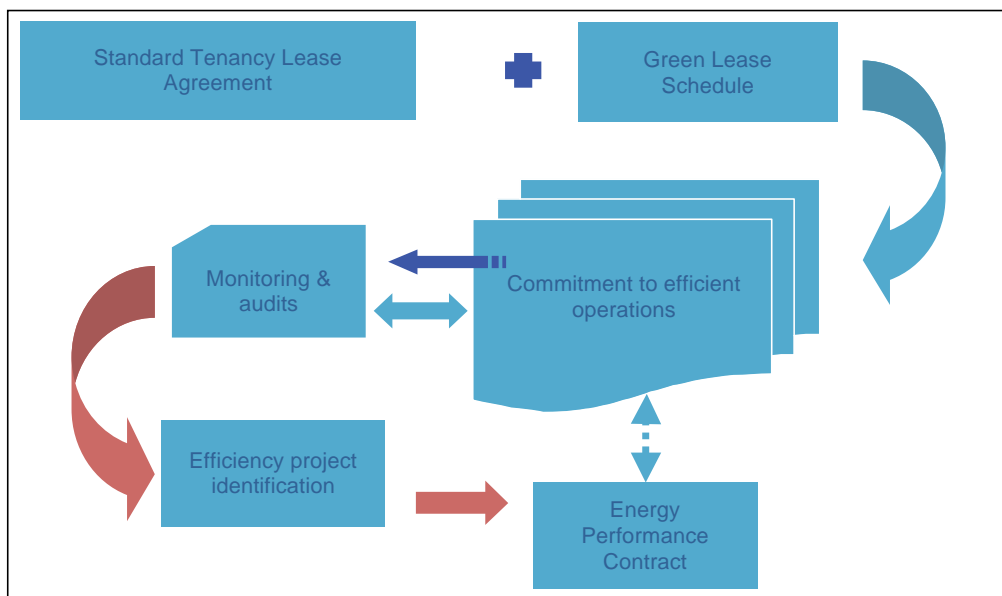 Standard Tenancy Lease
Agreement
Green Lease
Schedule
Monitoring &
audits
Commitment to efficient
operations
Efficiency project
identification
Energy
Performance
Contract